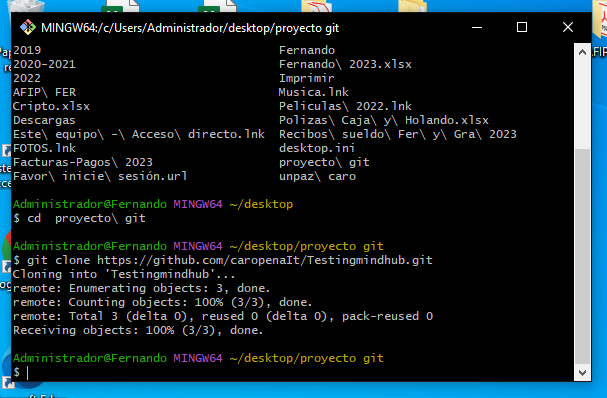 MINGW64:/c/Users/Administrador/desktop/proyecto git
2019 Fernando
2020-2021 Fernando\ 2023.xlsx
2022 Imprimir
AFIP\ FER Musica.lnk
Cripto.xlsx Peliculas\ 2022.lnk
Descargas Polizas\ Caja\ y\ Holando.xlsx
Este\ equipo\ -\ Acceso\ directo.lnk Recibos\ sueldo\ Fer\ y\ Gra\ 2023
FOTOS.lnk desktop.ini
Facturas-Pagos\ 2023 proyecto\ git
Favor\ inicie\ sesión.url unpaz\ caro
Administrador@Fernando MINGW64 ~/desktop
$ cd  proyecto\ git
Administrador@Fernando MINGW64 ~/desktop/proyecto git
$ git clone https://github.com/caropenaIt/Testingmindhub.git
Cloning into 'Testingmindhub'...
remote: Enumerating objects: 3, done.
remote: Counting objects: 100% (3/3), done.
remote: Total 3 (delta 0), reused 0 (delta 0), pack-reused 0
Receiving objects: 100% (3/3), done.
Administrador@Fernando MINGW64 ~/desktop/proyecto git
$